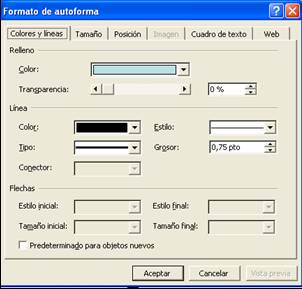 Formato de autoforma
Colores y líneas Tamaño Posición Imagen Cuadro de texto Web
Relleno
Color:
Transparencia: 0 %
Línea
Color: Estilo:
Tipo: Grosor: 0,75 pto
Conector:
Flechas
Estilo inicial: Estilo final:
Tamaño inicial: Tamaño final:
Predeterminado para objetos nuevos
Aceptar Cancelar Vista previa